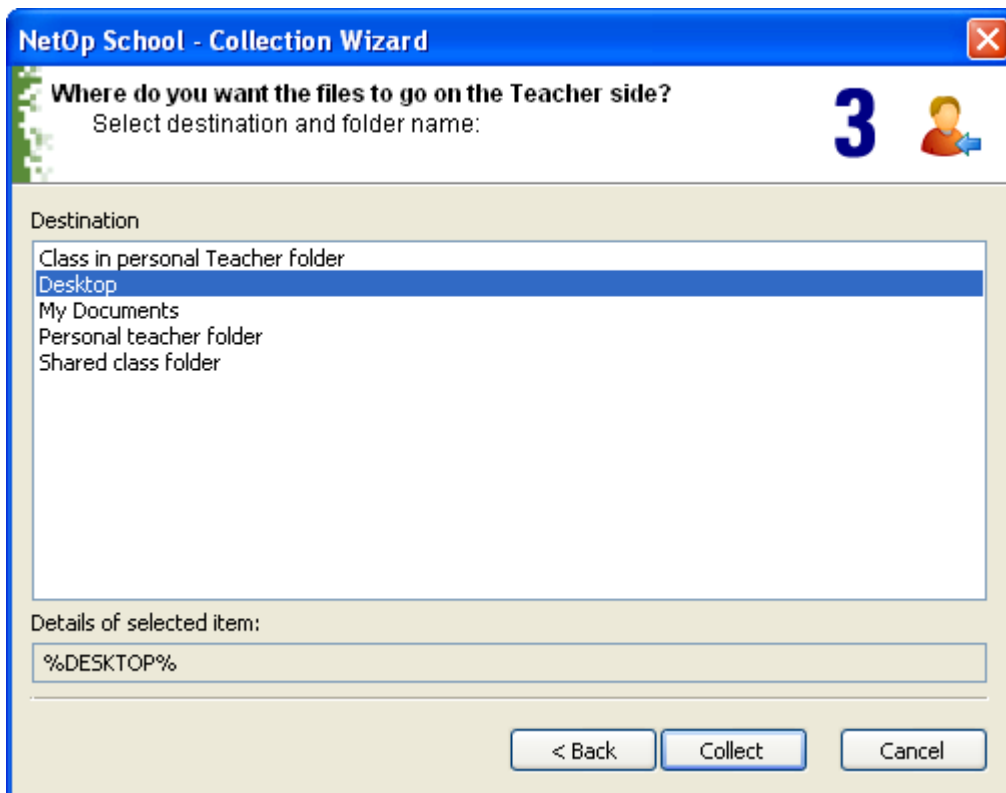 NetOp School - Collection Wizard
Where do you want the files to go on the Teacher side?
Select destination and folder name:
3
Destination
Class in personal Teacher folder
Desktop
My Documents
Personal teacher folder
Shared class folder
Details of selected item:
%DESKTOP%
< Back Collect Cancel